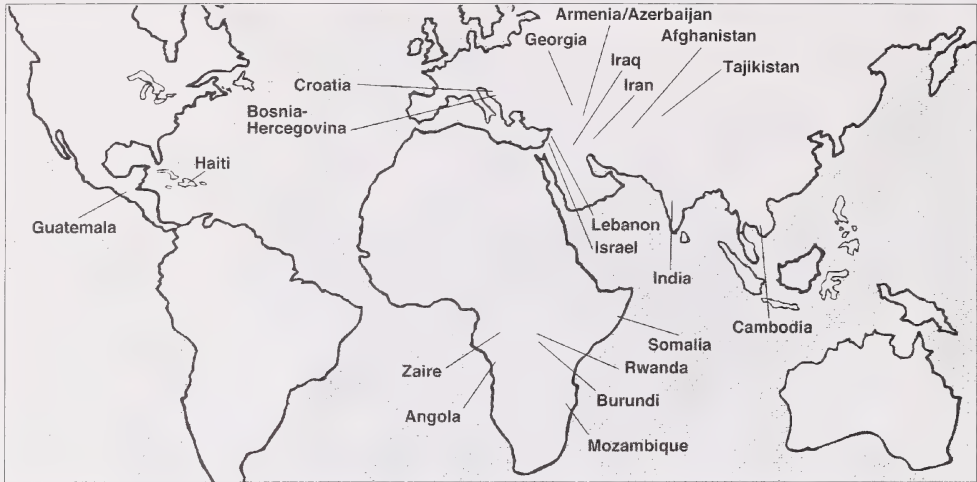 Armenia/Azerbaijan
Georgia
Afghanistan
Iraq
Tajikistan
Iran
Croatia
Bosnia-
Hercegovina
Haiti
Guatemala
Lebanon
Israel
India
Cambodia
Somalia
Zaire
Rwanda
Burundi
Angola
Mozambique